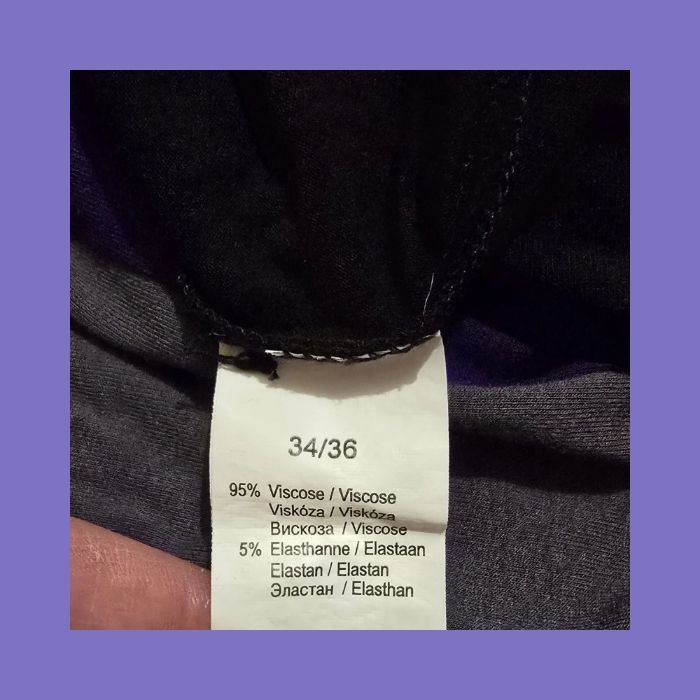 34/36
95% Viscose / Viscose
Viskóza / Viskóza
Вискоза / Viscose
5% Elasthanne / Elastaan
Elastan / Elastan
Эластан / Elasthan